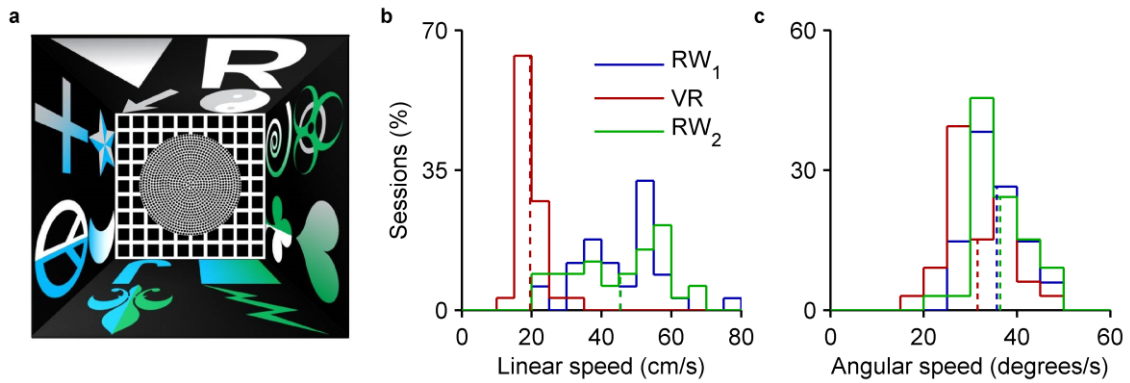 a
R
b
70
35
0
Sessions (%)
0
20
40
60
80
Linear speed (cm/s)
RW₁
VR
RW₂
c
60
30
0
0
20
40
60
Angular speed (degrees/s)